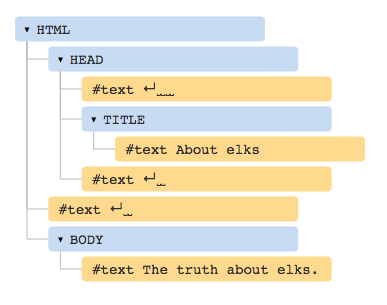 ▾ HTML
▾ HEAD
#text ↵␣␣
▾ TITLE
#text About elks
#text ↵␣
#text ↵␣
▾ BODY
#text The truth about elks.